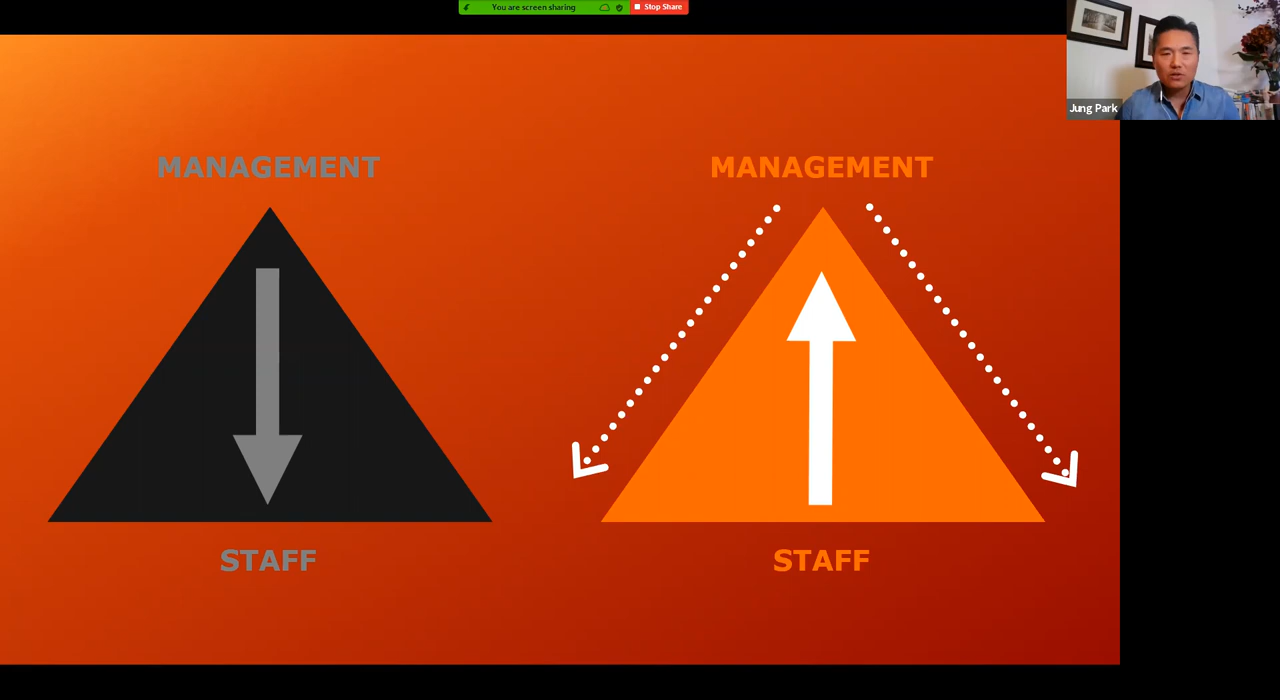 You are screen sharing
Stop Share
Jung Park
MANAGEMENT
MANAGEMENT
STAFF
STAFF